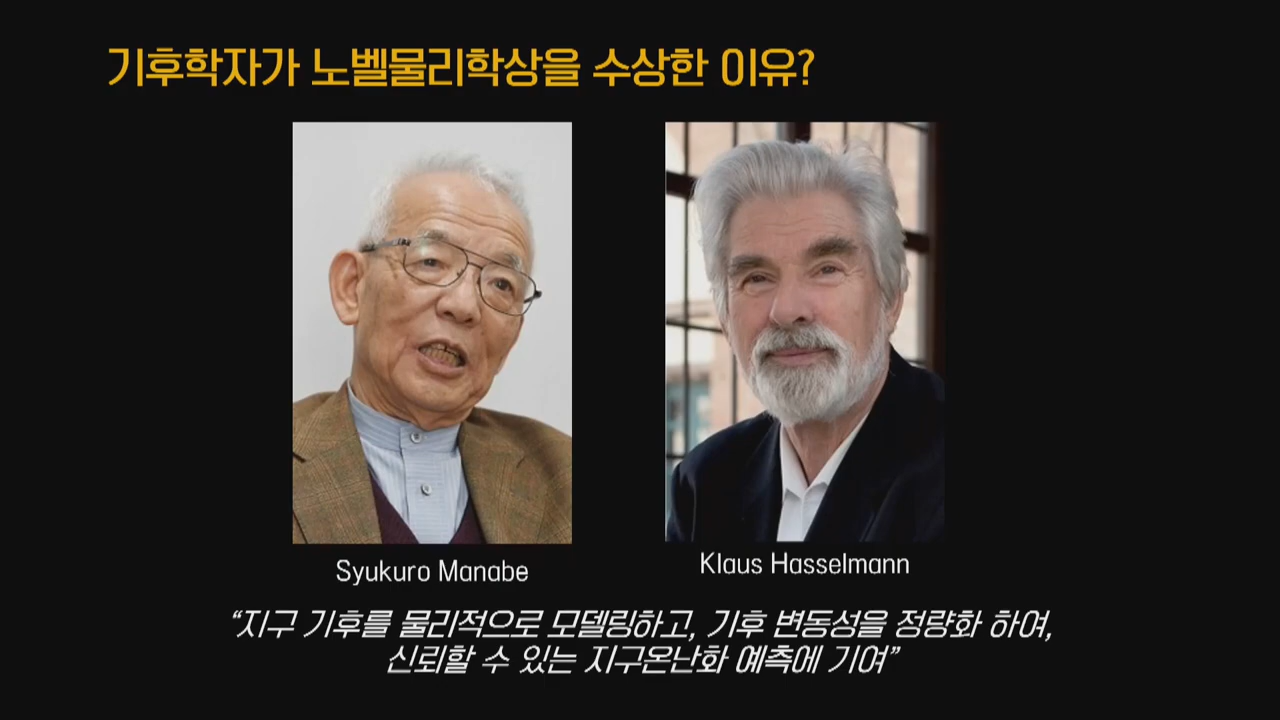 기후학자가 노벨물리학상을 수상한 이유?
Syukuro Manabe
Klaus Hasselmann
“지구 기후를 물리적으로 모델링하고, 기후 변동성을 정량화 하여,
신뢰할 수 있는 지구온난화 예측에 기여”